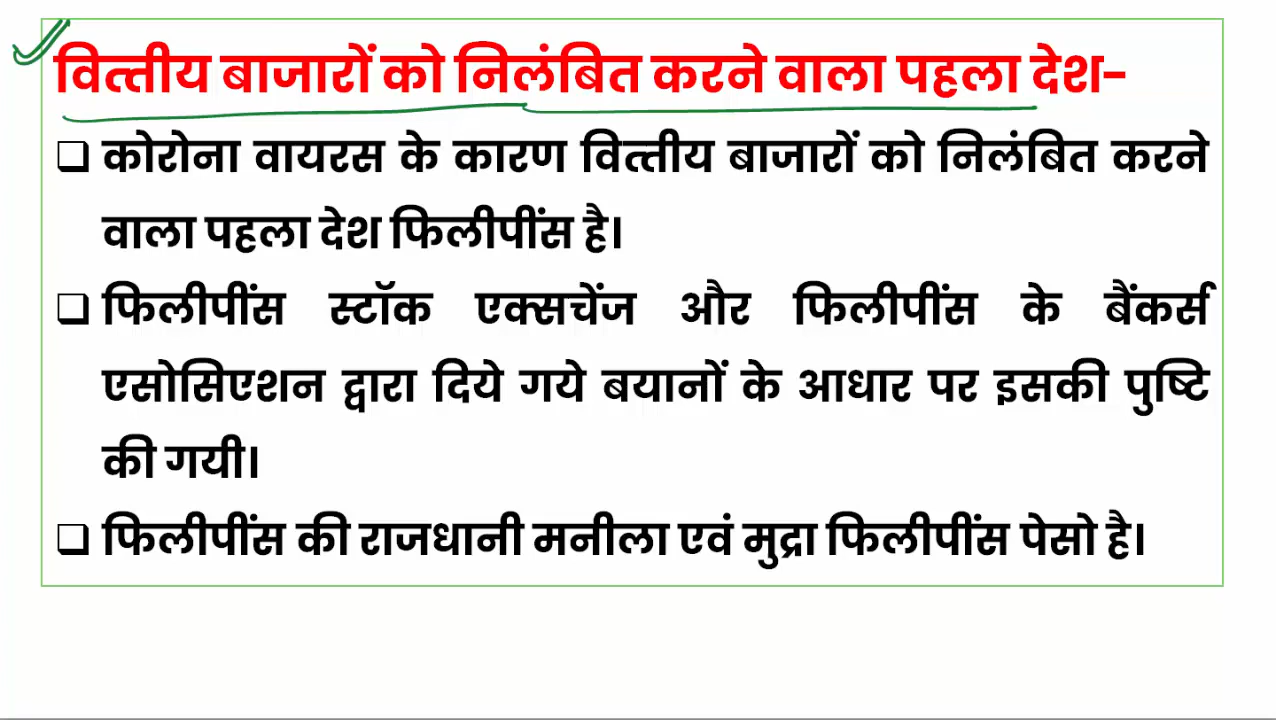 वित्तीय बाजारों को निलंबित करने वाला पहला देश-
❑ कोरोना वायरस के कारण वित्तीय बाजारों को निलंबित करने
वाला पहला देश फिलीपींस है।
❑ फिलीपींस स्टॉक एक्सचेंज और फिलीपींस के बैंकर्स
एसोसिएशन द्वारा दिये गये बयानों के आधार पर इसकी पुष्टि
की गयी।
❑ फिलीपींस की राजधानी मनीला एवं मुद्रा फिलीपींस पेसो है।